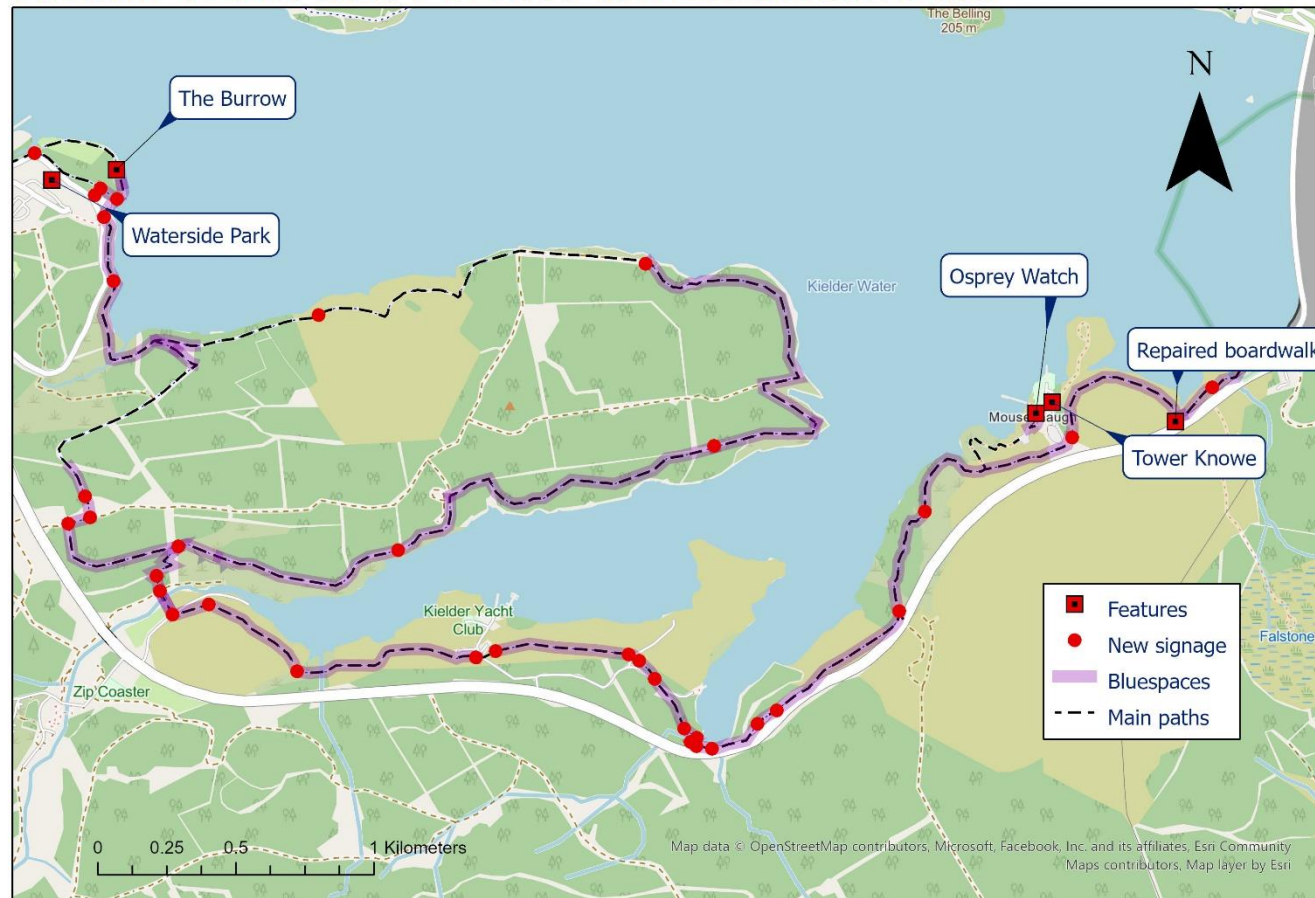 The Belling
205 m
N
The Burrow
Waterside Park
Kielder Water
Osprey Watch
Repaired boardwalk
Tower Knowe
Kielder Yacht
Club
Zip Coaster
Falstone
Features
New signage
Bluespaces
Main paths
0 0.25 0.5 1 Kilometers
Map data © OpenStreetMap contributors, Microsoft, Facebook, Inc. and its affiliates, Esri Community
Maps contributors, Map layer by Esri